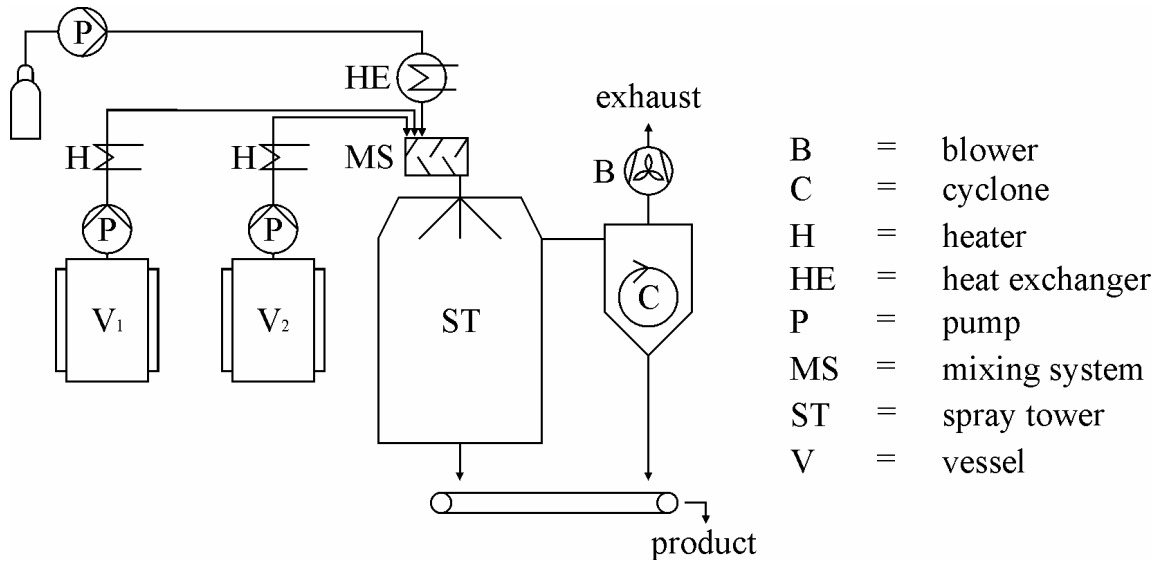 P
HE
exhaust
H
H
MS
B
P
P
V1
V2
ST
C
product
B = blower
C = cyclone
H = heater
HE = heat exchanger
P = pump
MS = mixing system
ST = spray tower
V = vessel